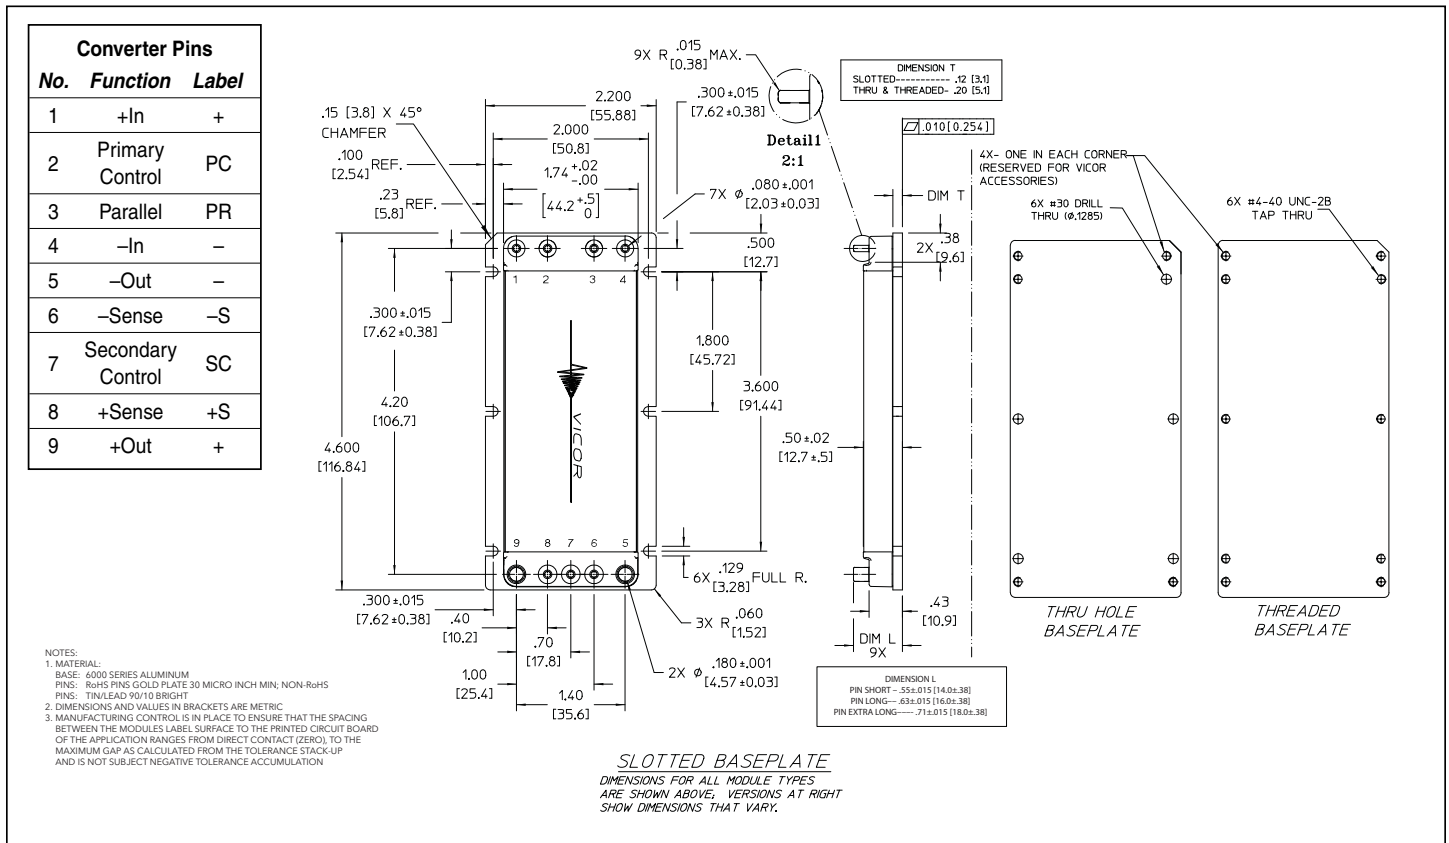 Converter Pins
No. Function Label
1 +In +
2 Primary Control PC
3 Parallel PR
4 –In –
5 –Out –
6 –Sense –S
7 Secondary Control SC
8 +Sense +S
9 +Out +
9X R .015 [0.38] MAX.
Detail1
2:1
DIMENSION T
SLOTTED----------- .12 [3.1]
THRU & THREADED- .20 [5.1]
.010[0.254]
.15 [3.8] X 45°
CHAMFER
2.200
[55.88]
.300±.015
[7.62±0.38]
2.000
[50.8]
.100
[2.54] REF.
1.74 +.02 -.00
[44.2 +.5 0]
.23
[5.8] REF.
7X ø .080±.001
[2.03±0.03]
DIM T
.500
[12.7]
2X .38
[9.6]
1 2 3 4
.300±.015
[7.62±0.38]
1.800
[45.72]
3.600
[91.44]
4.20
[106.7]
4.600
[116.84]
VICOR
.50±.02
[12.7±.5]
9 8 7 6 5
6X .129
[3.28] FULL R.
.300±.015
[7.62±0.38]
.40
[10.2]
.70
[17.8]
1.00
[25.4]
1.40
[35.6]
3X R .060
[1.52]
2X ø .180±.001
[4.57±0.03]
.43
[10.9]
DIM L
9X
4X- ONE IN EACH CORNER
(RESERVED FOR VICOR
ACCESSORIES)
6X #30 DRILL
THRU (ø.1285)
6X #4-40 UNC-2B
TAP THRU
THRU HOLE
BASEPLATE
THREADED
BASEPLATE
DIMENSION L
PIN SHORT – .55±.015 [14.0±.38]
PIN LONG–– .63±.015 [16.0±.38]
PIN EXTRA LONG––-- .71±.015 [18.0±.38]
NOTES:
1. MATERIAL:
BASE: 6000 SERIES ALUMINUM
PINS: RoHS PINS GOLD PLATE 30 MICRO INCH MIN; NON-RoHS
PINS: TIN/LEAD 90/10 BRIGHT
2. DIMENSIONS AND VALUES IN BRACKETS ARE METRIC
3. MANUFACTURING CONTROL IS IN PLACE TO ENSURE THAT THE SPACING
BETWEEN THE MODULES LABEL SURFACE TO THE PRINTED CIRCUIT BOARD
OF THE APPLICATION RANGES FROM DIRECT CONTACT (ZERO), TO THE
MAXIMUM GAP AS CALCULATED FROM THE TOLERANCE STACK-UP
AND IS NOT SUBJECT NEGATIVE TOLERANCE ACCUMULATION
SLOTTED BASEPLATE
DIMENSIONS FOR ALL MODULE TYPES
ARE SHOWN ABOVE; VERSIONS AT RIGHT
SHOW DIMENSIONS THAT VARY.